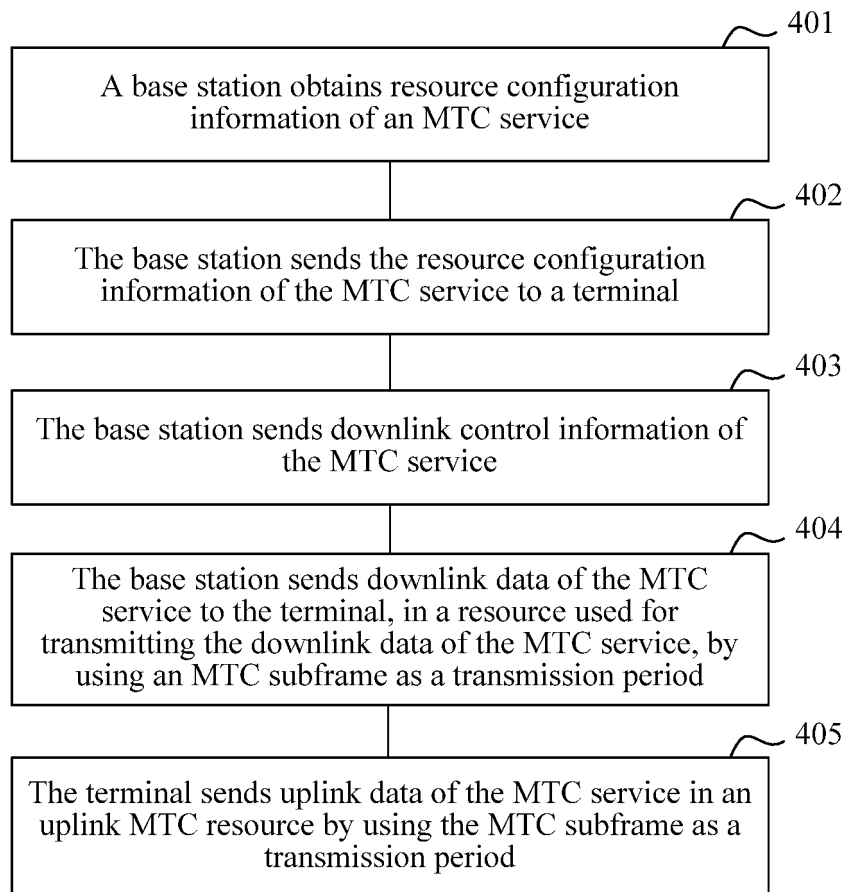 401
A base station obtains resource configuration
information of an MTC service
402
The base station sends the resource configuration
information of the MTC service to a terminal
403
The base station sends downlink control information of
the MTC service
404
The base station sends downlink data of the MTC
service to the terminal, in a resource used for
transmitting the downlink data of the MTC service, by
using an MTC subframe as a transmission period
405
The terminal sends uplink data of the MTC service in an
uplink MTC resource by using the MTC subframe as a
transmission period